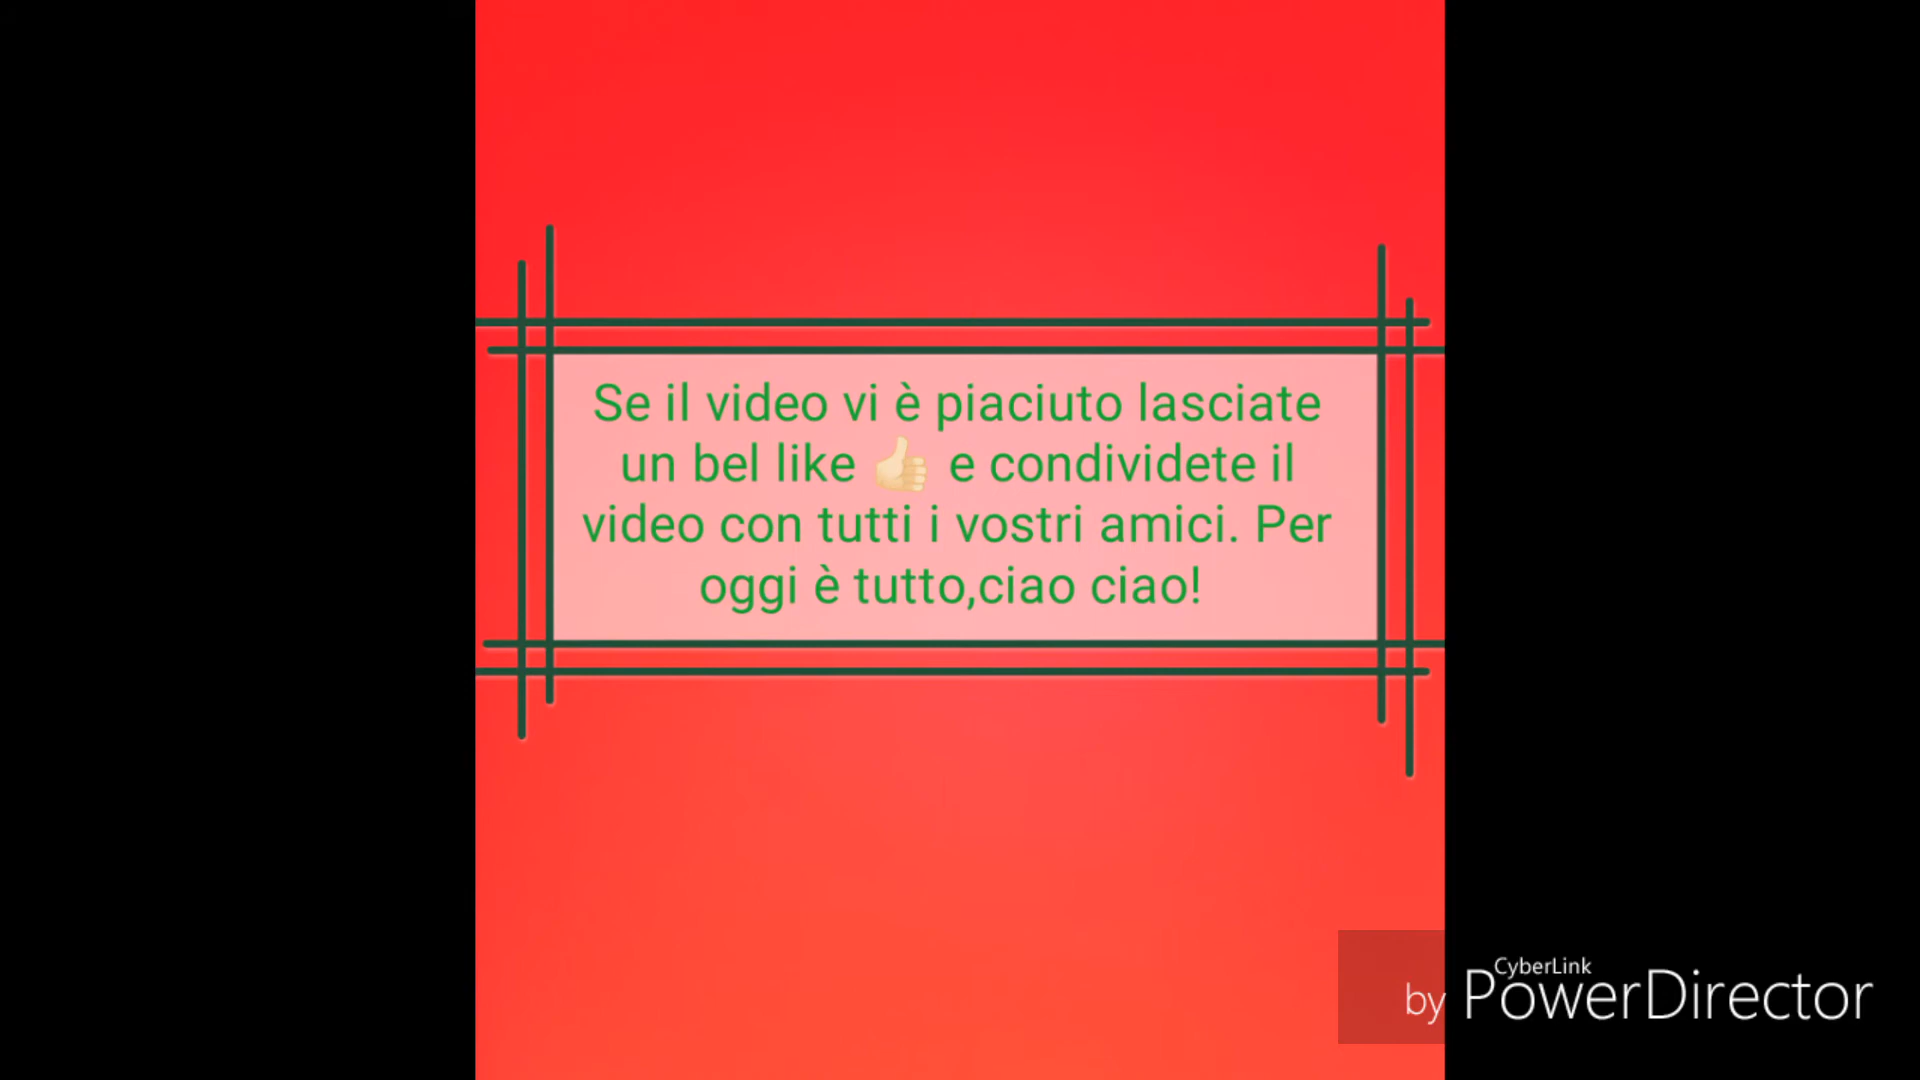 Se il video vi è piaciuto lasciate
un bel like 👍🏻 e condividete il
video con tutti i vostri amici. Per
oggi è tutto,ciao ciao!
by CyberLink PowerDirector